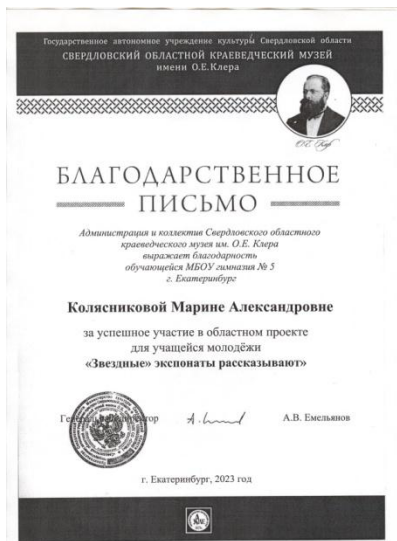 Государственное автономное учреждение культуры Свердловской области
СВЕРДЛОВСКИЙ ОБЛАСТНОЙ КРАЕВЕДЧЕСКИЙ МУЗЕЙ
имени О.Е.Клера
БЛАГОДАРСТВЕННОЕ
ПИСЬМО
Администрация и коллектив Свердловского областного
краеведческого музея им. О.Е. Клера
выражает благодарность
обучающейся МБОУ гимназия № 5
г. Екатеринбург
Колясниковой Марине Александровне
за успешное участие в областном проекте
для учащейся молодёжи
«Звездные» экспонаты рассказывают»
Генеральный директор А.В. Емельянов
г. Екатеринбург, 2023 год